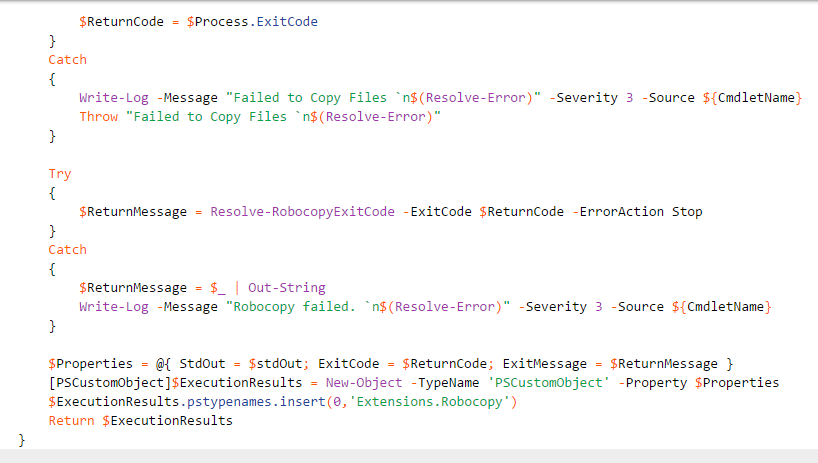 $ReturnCode = $Process.ExitCode
}
Catch
{
Write-Log -Message "Failed to Copy Files `n$(Resolve-Error)" -Severity 3 -Source ${CmdletName}
Throw "Failed to Copy Files `n$(Resolve-Error)"
}
Try
{
$ReturnMessage = Resolve-RobocopyExitCode -ExitCode $ReturnCode -ErrorAction Stop
}
Catch
{
$ReturnMessage = $_ | Out-String
Write-Log -Message "Robocopy failed. `n$(Resolve-Error)" -Severity 3 -Source ${CmdletName}
}
$Properties = @{ StdOut = $stdOut; ExitCode = $ReturnCode; ExitMessage = $ReturnMessage }
[PSCustomObject]$ExecutionResults = New-Object -TypeName 'PSCustomObject' -Property $Properties
$ExecutionResults.pstypenames.insert(0,'Extensions.Robocopy')
Return $ExecutionResults
}